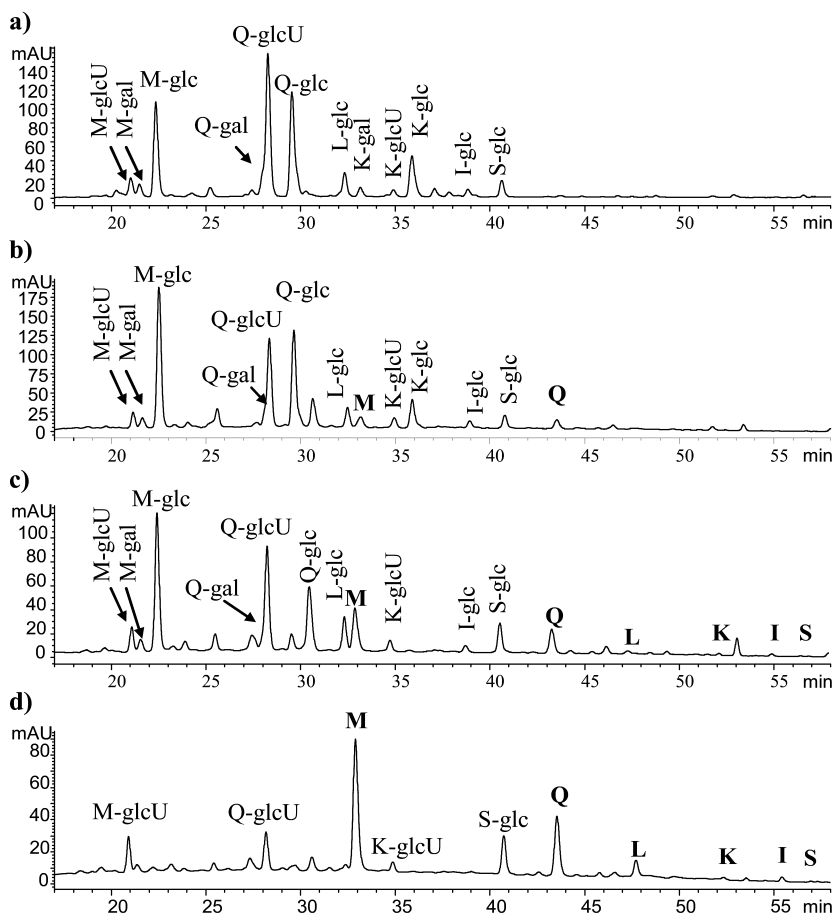 a)
mAU
140
120
100
80
60
40
20
0
M-glcU
M-gal
M-glc
Q-gal
Q-glcU
Q-glc
L-glc
K-gal
K-glcU
K-glc
I-glc
S-glc
20 25 30 35 40 45 50 55 min
b)
mAU
175
150
125
100
75
50
25
0
M-glcU
M-gal
M-glc
Q-glcU
Q-gal
Q-glc
L-glc
M
K-glcU
K-glc
I-glc
S-glc
Q
20 25 30 35 40 45 50 55 min
c)
mAU
100
80
60
40
20
0
M-glcU
M-gal
M-glc
Q-gal
Q-glcU
Q-glc
L-glc
M
K-glcU
I-glc
S-glc
Q
L
K
I
S
20 25 30 35 40 45 50 55 min
d)
mAU
80
60
40
20
0
M-glcU
Q-glcU
M
K-glcU
S-glc
Q
L
K
I
S
20 25 30 35 40 45 50 55 min